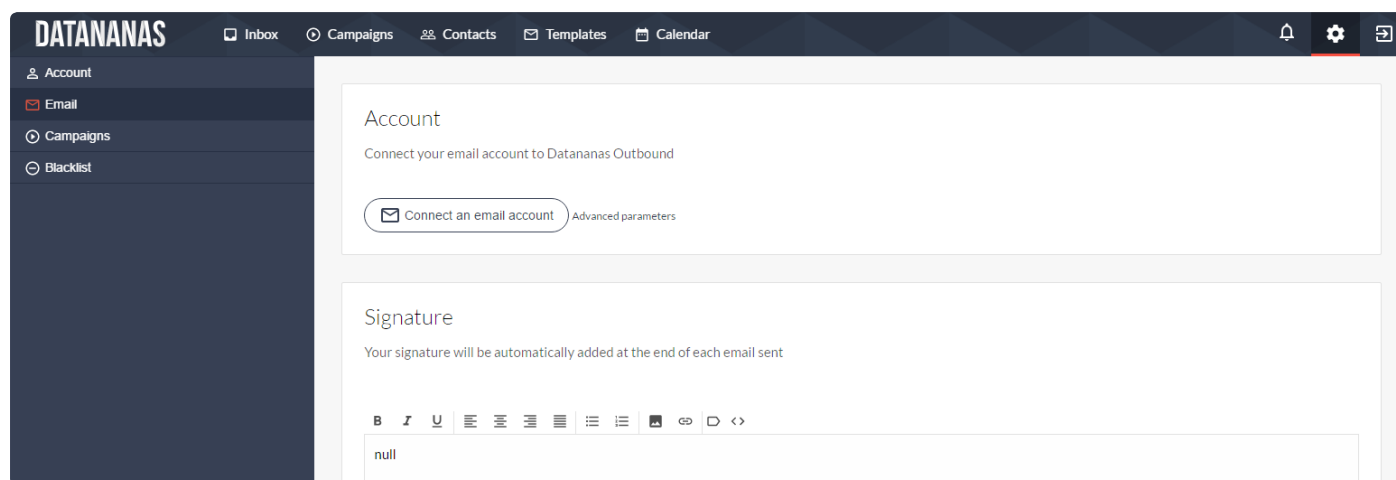 DATANANAS Inbox Campaigns Contacts Templates Calendar
Account
Email
Campaigns
Blacklist
Account
Connect your email account to Datananas Outbound
Connect an email account Advanced parameters
Signature
Your signature will be automatically added at the end of each email sent
B I U
null